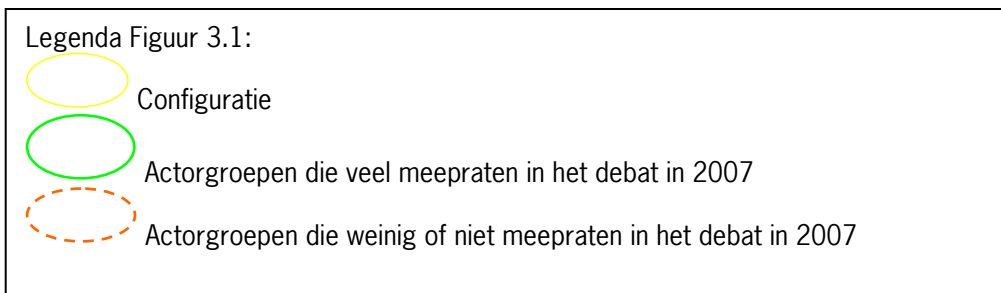 Legenda Figuur 3.1:
Configuratie
Actorgroepen die veel meepraten in het debat in 2007
Actorgroepen die weinig of niet meepraten in het debat in 2007